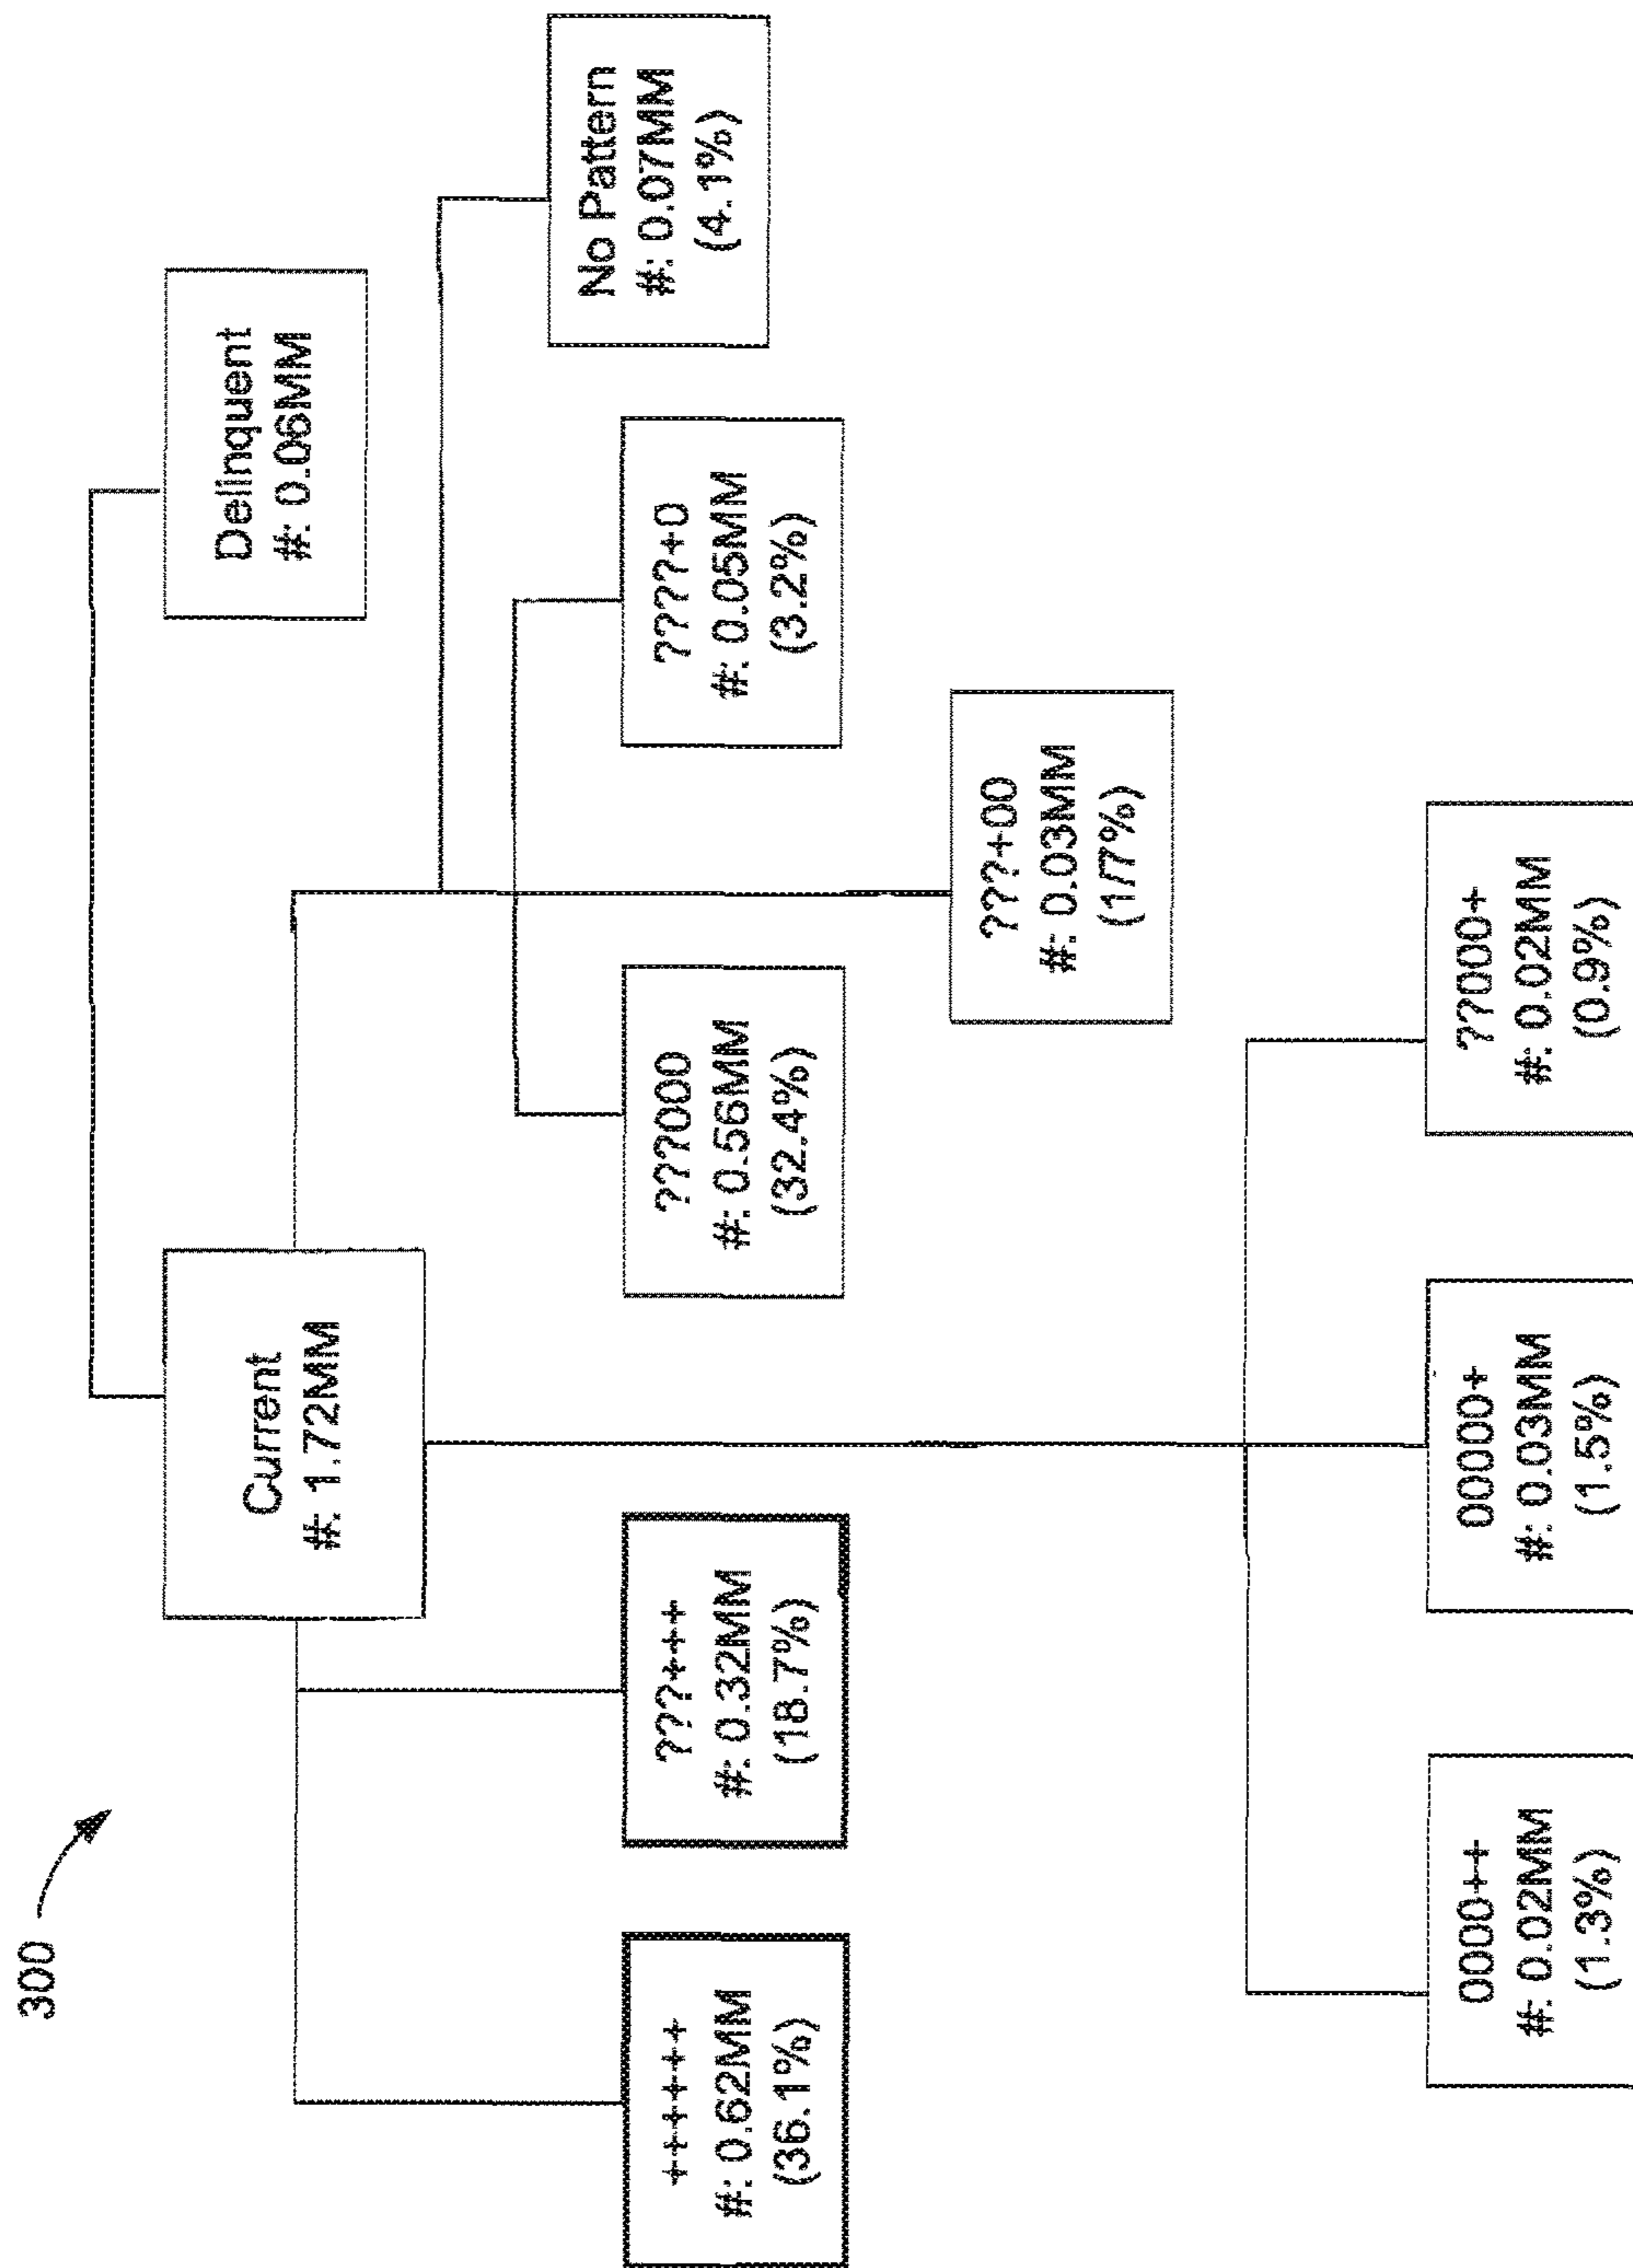 300
Current
#: 1.72MM
Delinquent
#: 0.06MM
No Pattern
#: 0.07MM
(4.1%)
++++++
#: 0.62MM
(36.1%)
???+++
#: 0.32MM
(18.7%)
???000
#: 0.56MM
(32.4%)
????+0
#: 0.05MM
(3.2%)
???+00
#: 0.03MM
(1.7%)
0000++
#: 0.02MM
(1.3%)
00000+
#: 0.03MM
(1.5%)
??000+
#: 0.02MM
(0.9%)